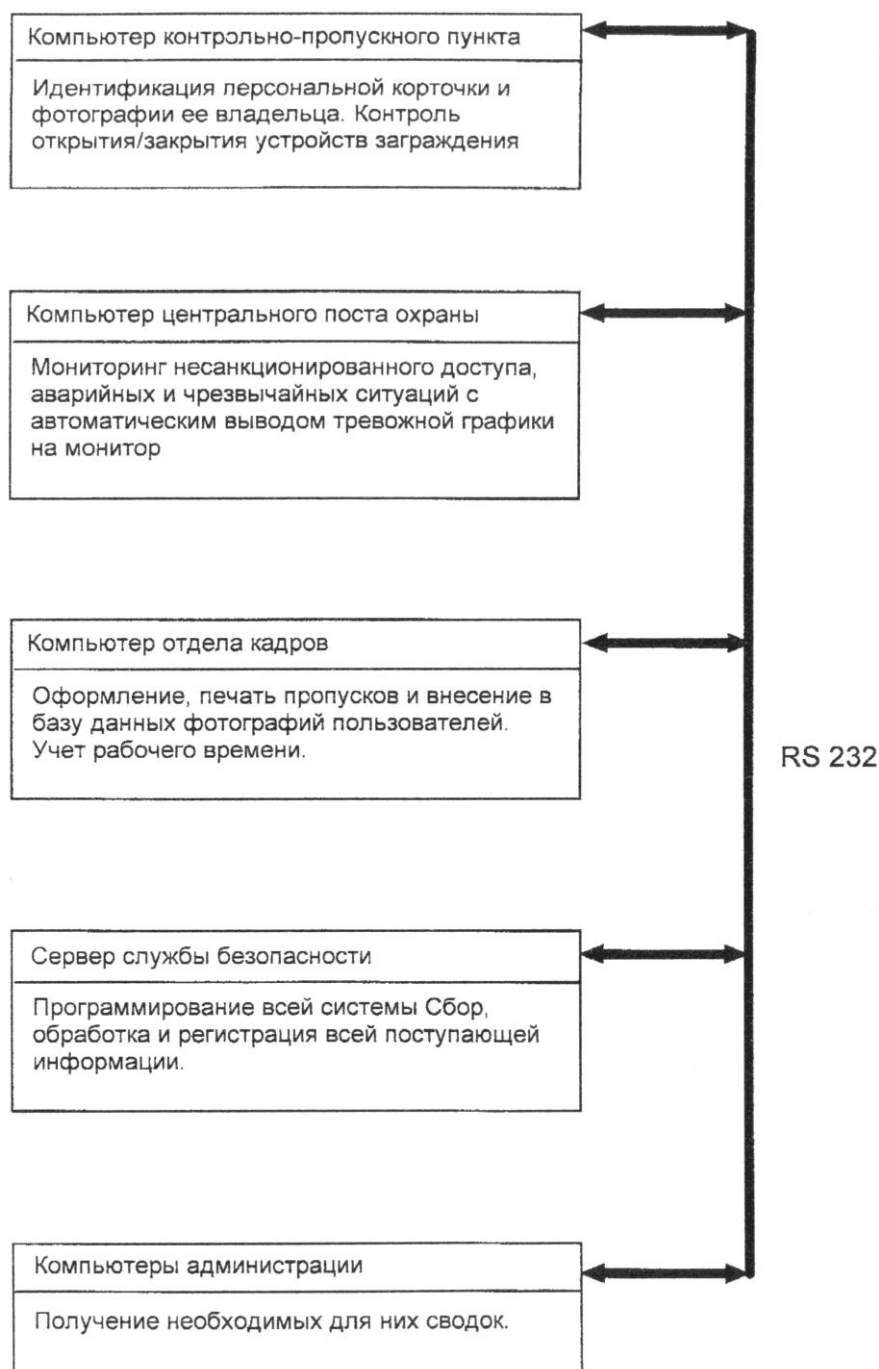 Компьютер контрольно-пропускного пункта
Идентификация персональной корточки и
фотографии ее владельца. Контроль
открытия/закрытия устройств заграждения
Компьютер центрального поста охраны
Мониторинг несанкционированного доступа,
аварийных и чрезвычайных ситуаций с
автоматическим выводом тревожной графики
на монитор
Компьютер отдела кадров
Оформление, печать пропусков и внесение в
базу данных фотографий пользователей.
Учет рабочего времени.
RS 232
Сервер службы безопасности
Программирование всей системы Сбор,
обработка и регистрация всей поступающей
информации.
Компьютеры администрации
Получение необходимых для них сводок.